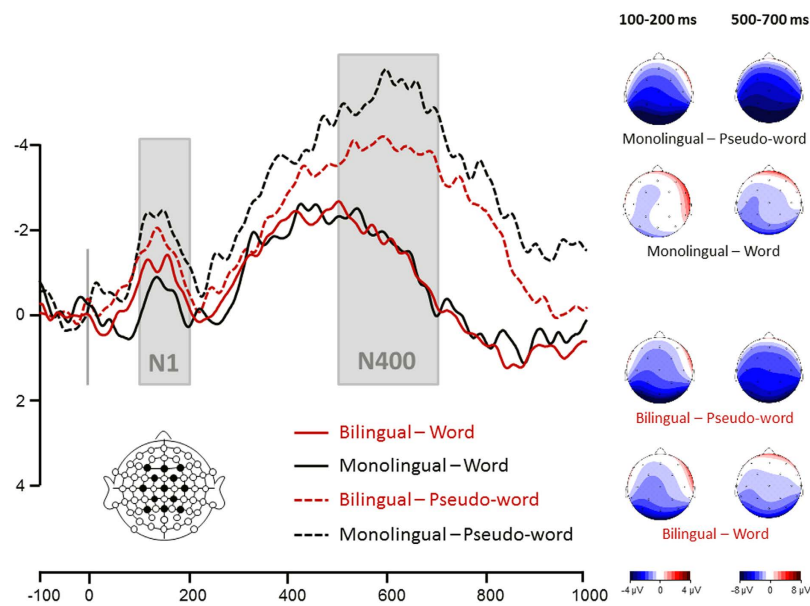 100-200 ms 500-700 ms
Monolingual – Pseudo-word
Monolingual – Word
Bilingual – Pseudo-word
Bilingual – Word
-4 µV 0 4 µV
-8 µV 0 8 µV
-4
-2
0
2
4
N1
N400
Bilingual – Word
Monolingual – Word
Bilingual – Pseudo-word
Monolingual – Pseudo-word
-100 0 200 400 600 800 1000